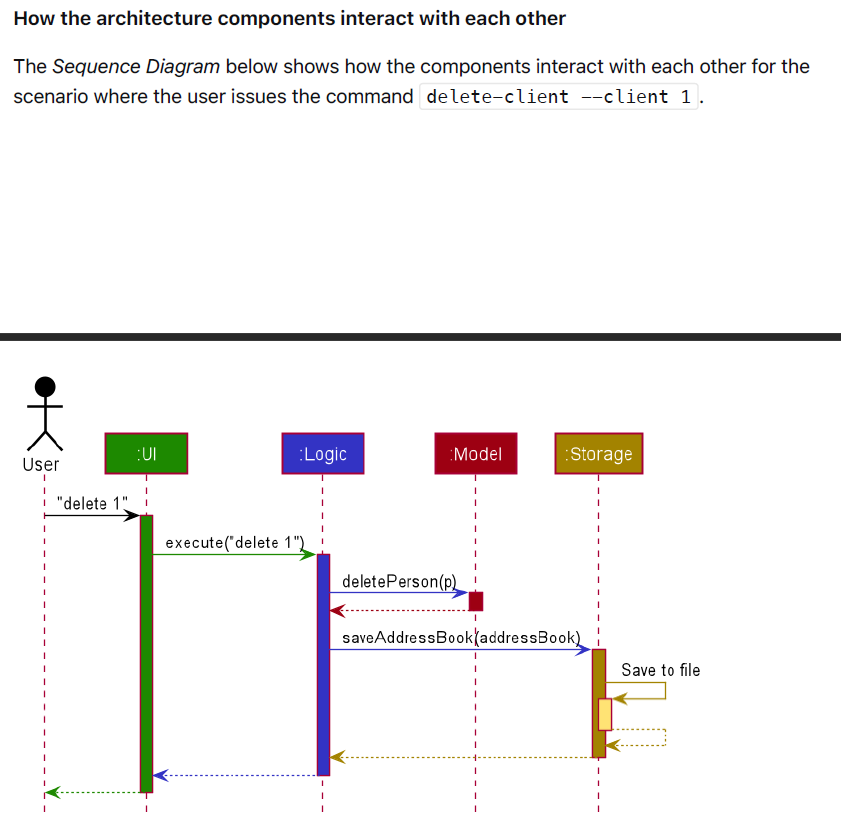 How the architecture components interact with each other
The Sequence Diagram below shows how the components interact with each other for the
scenario where the user issues the command delete-client --client 1 .
User
:UI
:Logic
:Model
:Storage
"delete 1"
execute("delete 1")
deletePerson(p)
saveAddressBook(addressBook)
Save to file